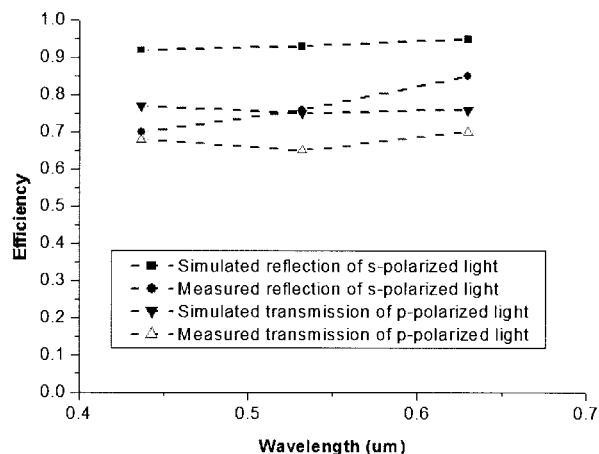 1.0
0.9
0.8
0.7
0.6
0.5
0.4
0.3
0.2
0.1
0.0
Efficiency
Simulated reflection of s-polarized light
Measured reflection of s-polarized light
Simulated transmission of p-polarized light
Measured transmission of p-polarized light
0.4 0.5 0.6 0.7
Wavelength (um)